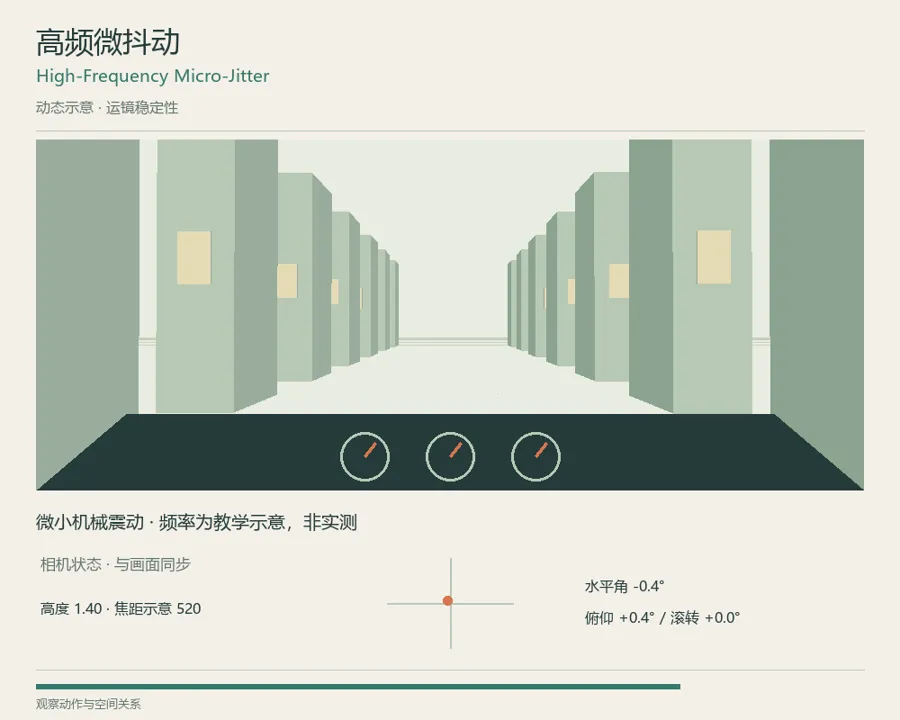 高频微抖动
High-Frequency Micro-Jitter
动态示意 · 运镜稳定性
微小机械震动 · 频率为教学示意，非实测
相机状态 · 与画面同步
高度 1.40 · 焦距示意 520
水平角 -0.4°
俯仰 +0.4° / 滚转 +0.0°
观察动作与空间关系